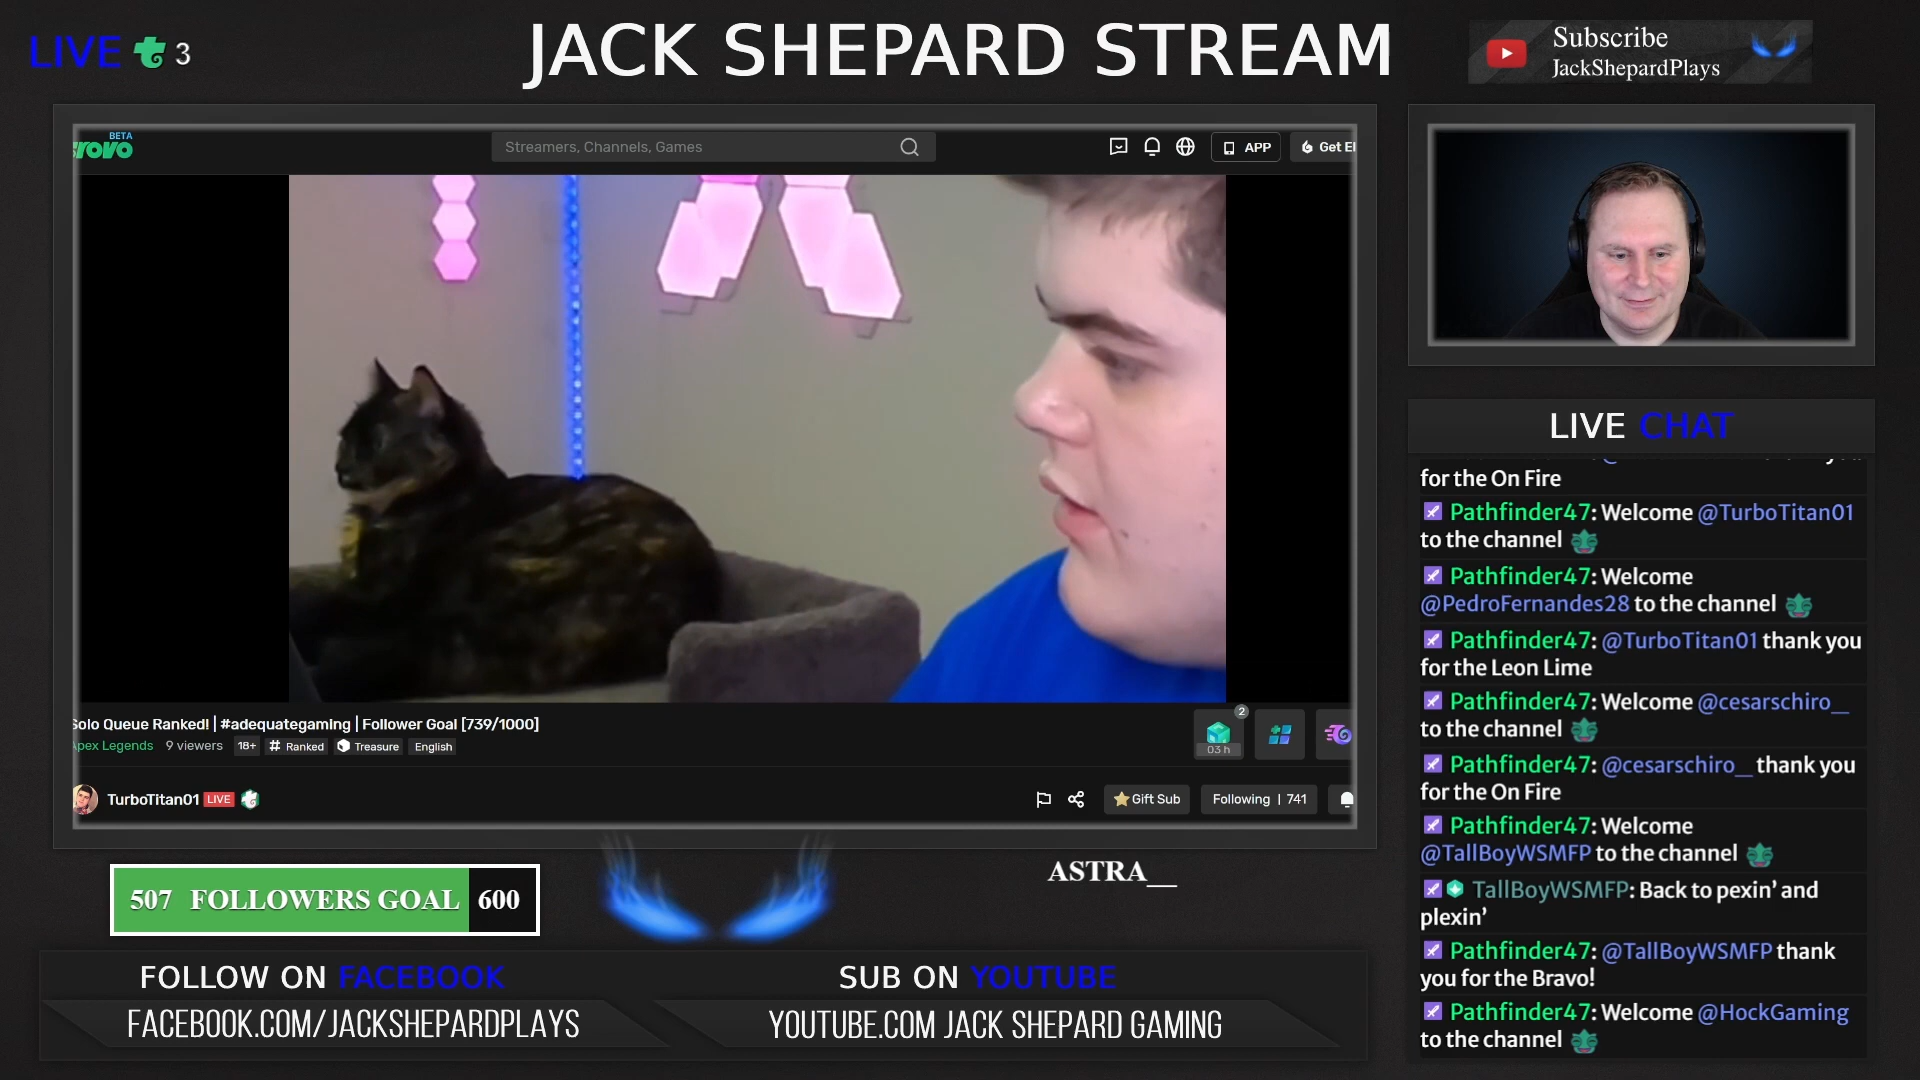 LIVE 3
JACK SHEPARD STREAM
Subscribe
JackShepardPlays
BETA
Streamers, Channels, Games
APP
Solo Queue Ranked! | #adequategaming | Follower Goal [739/1000]
Apex Legends 9 viewers 18+ # Ranked Treasure English
2
03 h
TurboTitan01 LIVE
Gift Sub
Following | 741
LIVE CHAT
for the On Fire
Pathfinder47: Welcome @TurboTitan01
to the channel
Pathfinder47: Welcome
@PedroFernandes28 to the channel
Pathfinder47: @TurboTitan01 thank you
for the Leon Lime
Pathfinder47: Welcome @cesarschiro__
to the channel
Pathfinder47: @cesarschiro__ thank you
for the On Fire
Pathfinder47: Welcome
@TallBoyWSMFP to the channel
TallBoyWSMFP: Back to pexin' and
plexin'
Pathfinder47: @TallBoyWSMFP thank
you for the Bravo!
Pathfinder47: Welcome @HockGaming
to the channel
507 FOLLOWERS GOAL 600
ASTRA__
FOLLOW ON FACEBOOK
FACEBOOK.COM/JACKSHEPARDPLAYS
SUB ON YOUTUBE
YOUTUBE.COM JACK SHEPARD GAMING